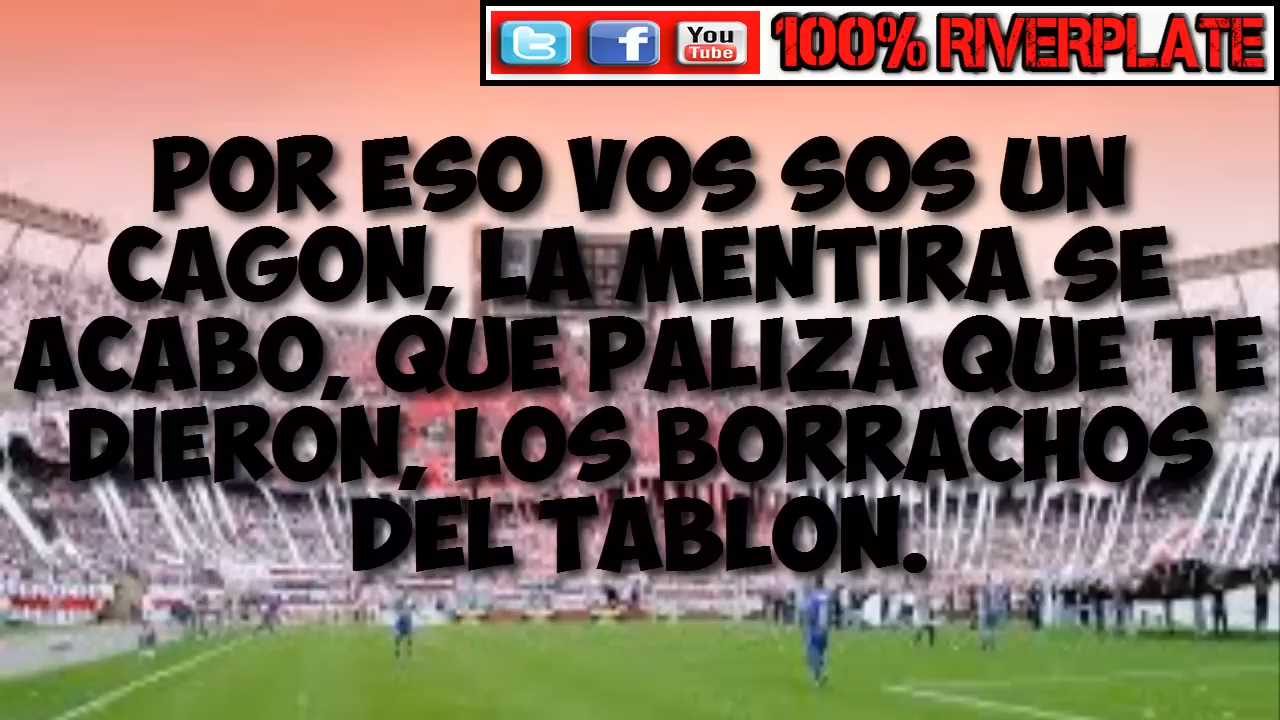 You
Tube
100% RIVERPLATE
POR ESO VOS SOS UN
CAGON, LA MENTIRA SE
ACABO, QUE PALIZA QUE TE
DIERON, LOS BORRACHOS
DEL TABLON.